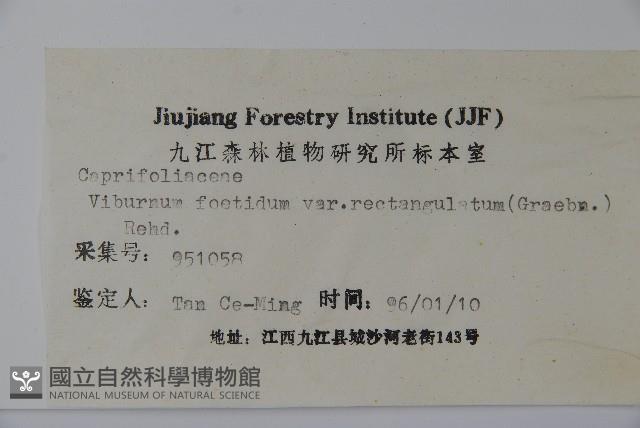 Jiujiang Forestry Institute (JJF)
九江森林植物研究所标本室
Caprifoliaceae
Viburnum foetidum var.rectangulatum(Graebn.)
Rehd.
采集号: 951058
鉴定人: Tan Ce-Ming 时间: 96/01/10
地址: 江西九江县城沙河老街143号
國立自然科學博物館
NATIONAL MUSEUM OF NATURAL SCIENCE